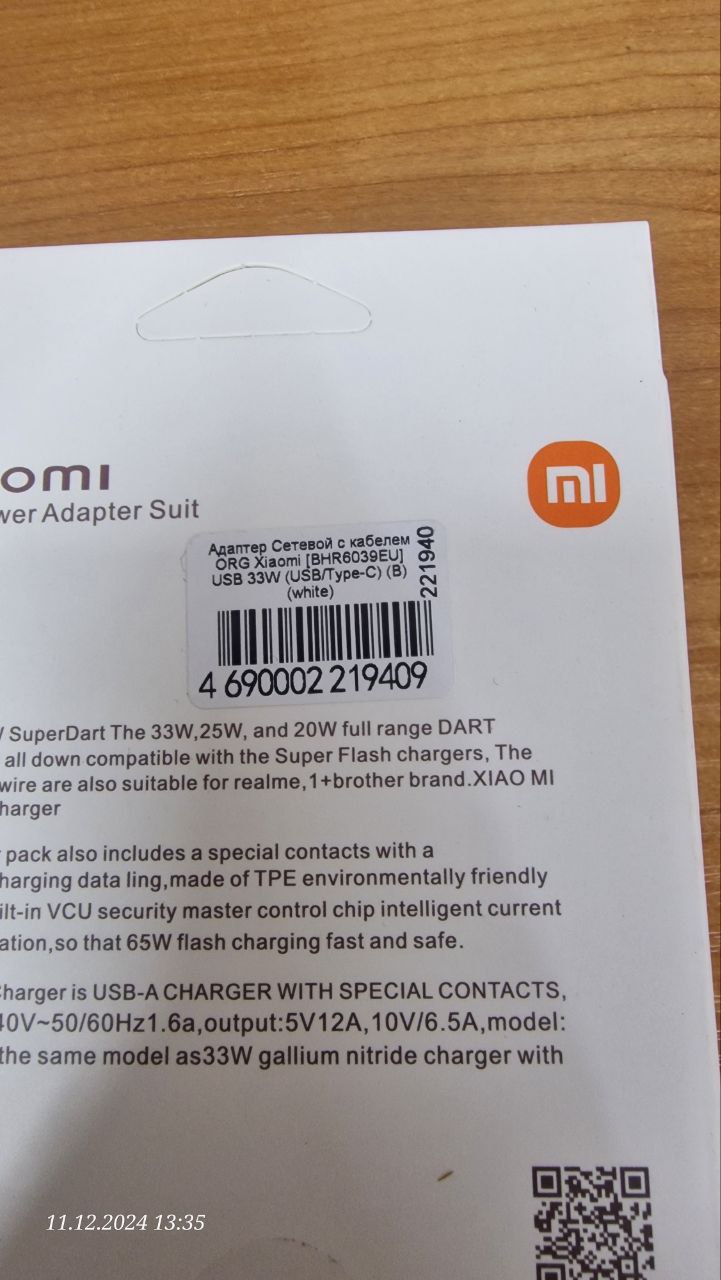 omi
wer Adapter Suit
mi
Адаптер Сетевой с кабелем
ORG Xiaomi [BHR6039EU]
USB 33W (USB/Type-C) (B)
(white)
221940
4 690002 219409
/ SuperDart The 33W,25W, and 20W full range DART
all down compatible with the Super Flash chargers, The
wire are also suitable for realme,1+brother brand.XIAO MI
harger
pack also includes a special contacts with a
harging data ling,made of TPE environmentally friendly
ilt-in VCU security master control chip intelligent current
ation,so that 65W flash charging fast and safe.
Charger is USB-A CHARGER WITH SPECIAL CONTACTS,
40V~50/60Hz1.6a,output:5V12A,10V/6.5A,model:
the same model as33W gallium nitride charger with
11.12.2024 13:35